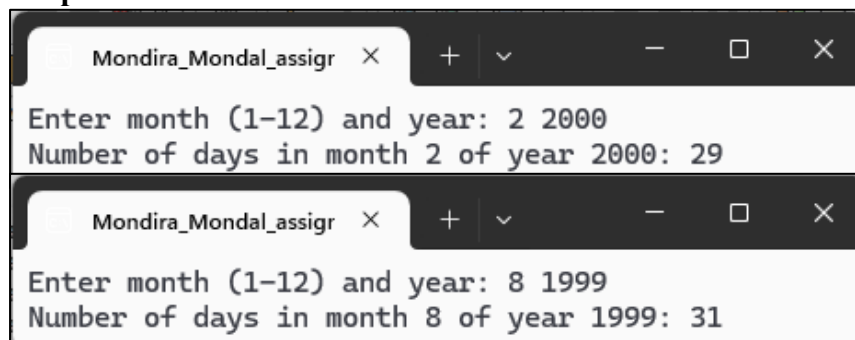 Mondira_Mondal_assigr
Enter month (1-12) and year: 2 2000
Number of days in month 2 of year 2000: 29
Mondira_Mondal_assigr
Enter month (1-12) and year: 8 1999
Number of days in month 8 of year 1999: 31